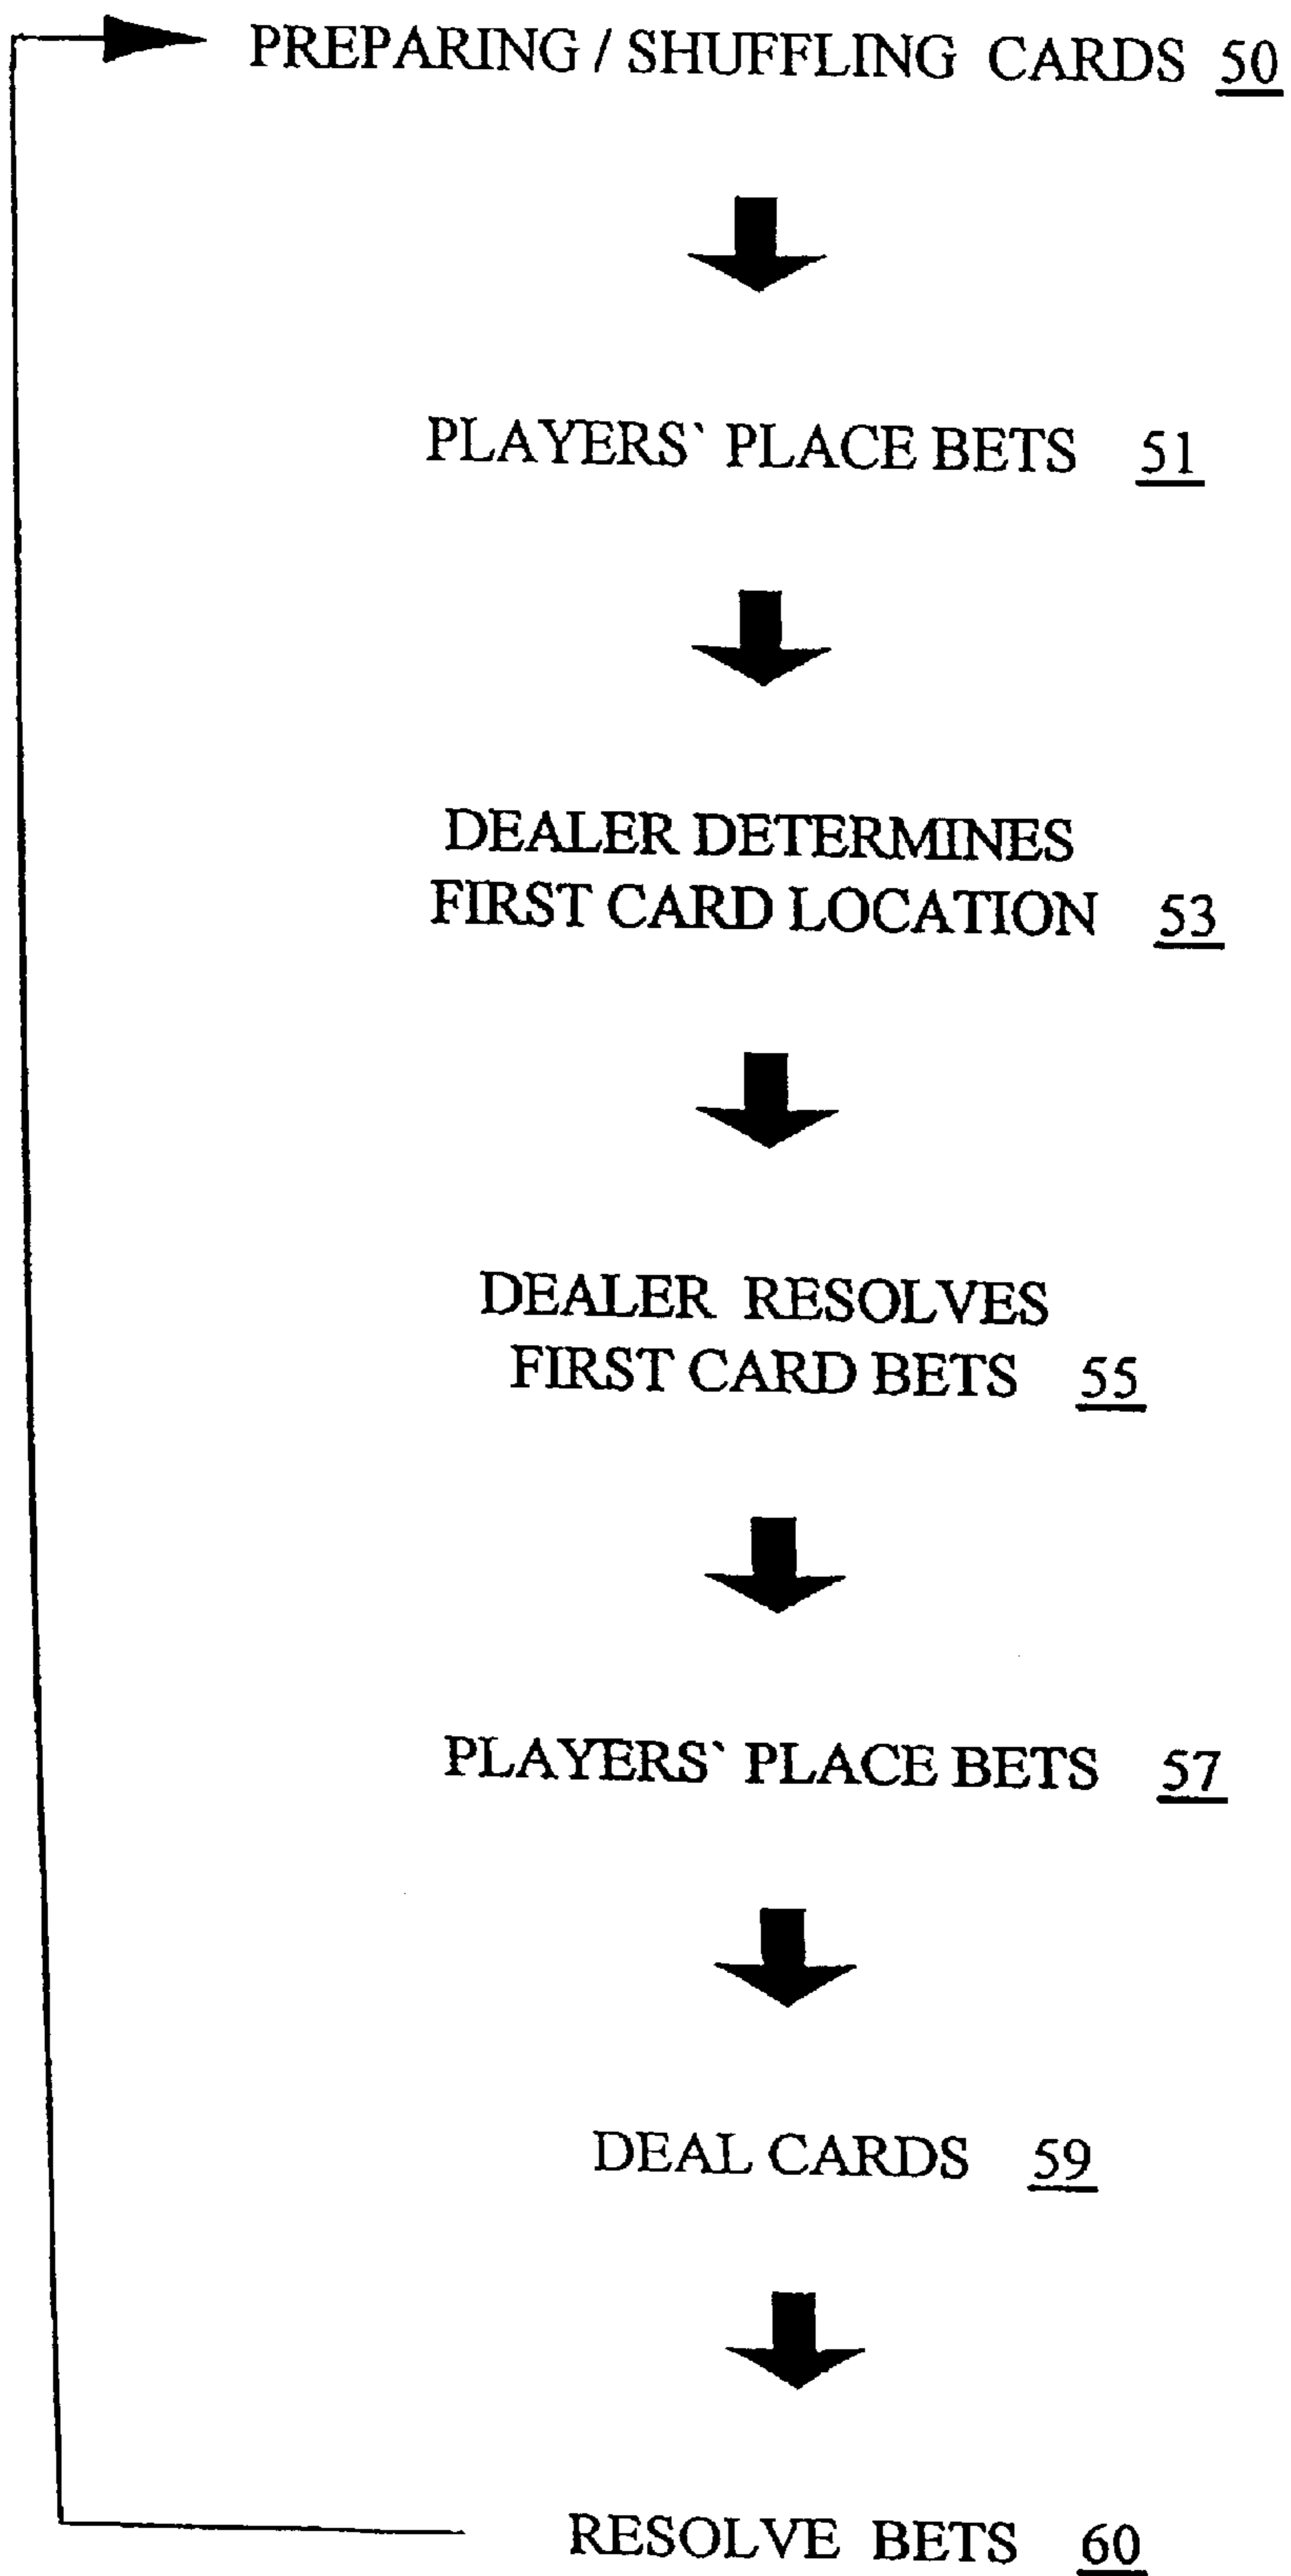 PREPARING / SHUFFLING CARDS 50
PLAYERS` PLACE BETS 51
DEALER DETERMINES
FIRST CARD LOCATION 53
DEALER RESOLVES
FIRST CARD BETS 55
PLAYERS` PLACE BETS 57
DEAL CARDS 59
RESOLVE BETS 60